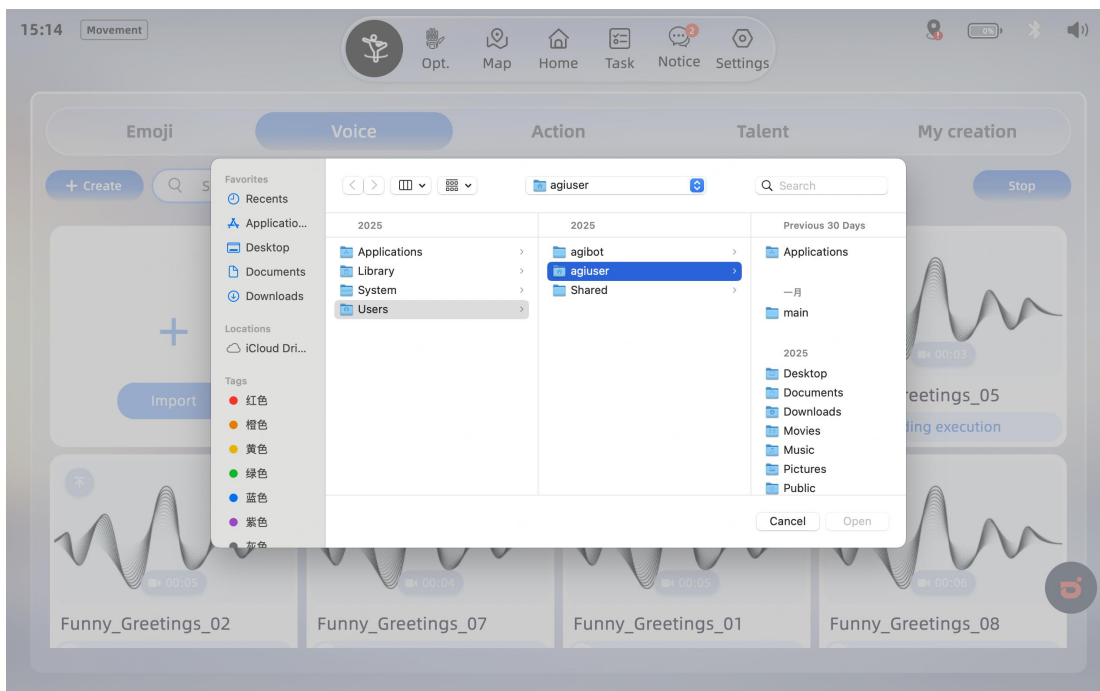 15:14 Movement
2
0%
Opt. Map Home Task Notice Settings
Emoji Voice Action Talent My creation
+ Create
S
Stop
Favorites
Recents
Applicatio...
Desktop
Documents
Downloads
Locations
iCloud Dri...
Tags
红色
橙色
黄色
绿色
蓝色
紫色
灰色
agiuser
Search
2025
Applications
Library
System
Users
2025
agibot
agiuser
Shared
Previous 30 Days
Applications
一月
main
2025
Desktop
Documents
Downloads
Movies
Music
Pictures
Public
Cancel Open
Import
00:03
reetings_05
ding execution
00:05 00:04 00:05 00:06
Funny_Greetings_02 Funny_Greetings_07 Funny_Greetings_01 Funny_Greetings_08